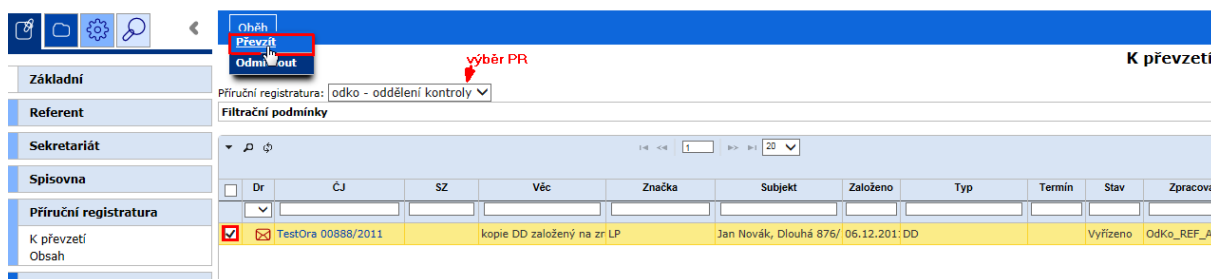 Oběh
Převzít
Odmítnout
výběr PR
K převzetí
Základní
Příruční registratura: odko - oddělení kontroly
Referent
Filtrační podmínky
Sekretariát
1
20
Spisovna
Dr ČJ SZ Věc Značka Subjekt Založeno Typ Termín Stav Zpracova
Příruční registratura
K převzetí
TestOra 00888/2011 kopie DD založený na zr LP Jan Novák, Dlouhá 876/ 06.12.201 DD Vyřízeno OdKo_REF_A
Obsah